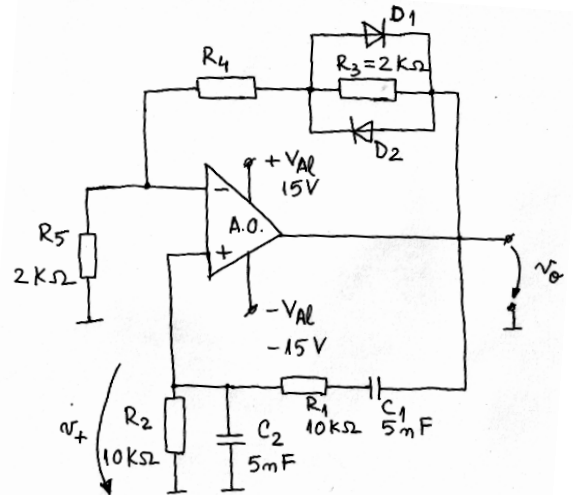 D1
R4
R3=2KΩ
D2
+VAl
15V
-
A.O.
+
R5
2KΩ
vo
-VAl
-15V
v+
R2
10KΩ
C2
5nF
R1
10KΩ
C1
5nF